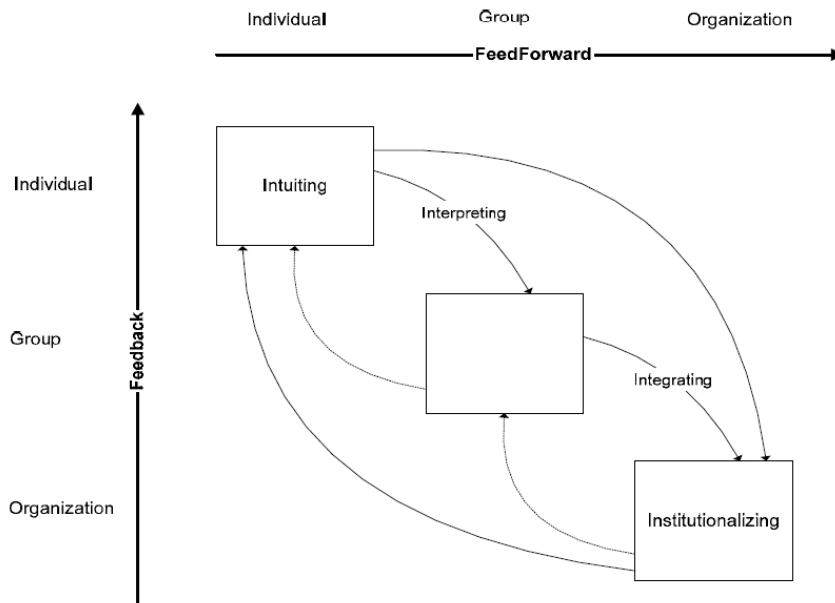 Individual
Group
Organization
FeedForward
Individual
Intuiting
Interpreting
Group
Feedback
Integrating
Organization
Institutionalizing